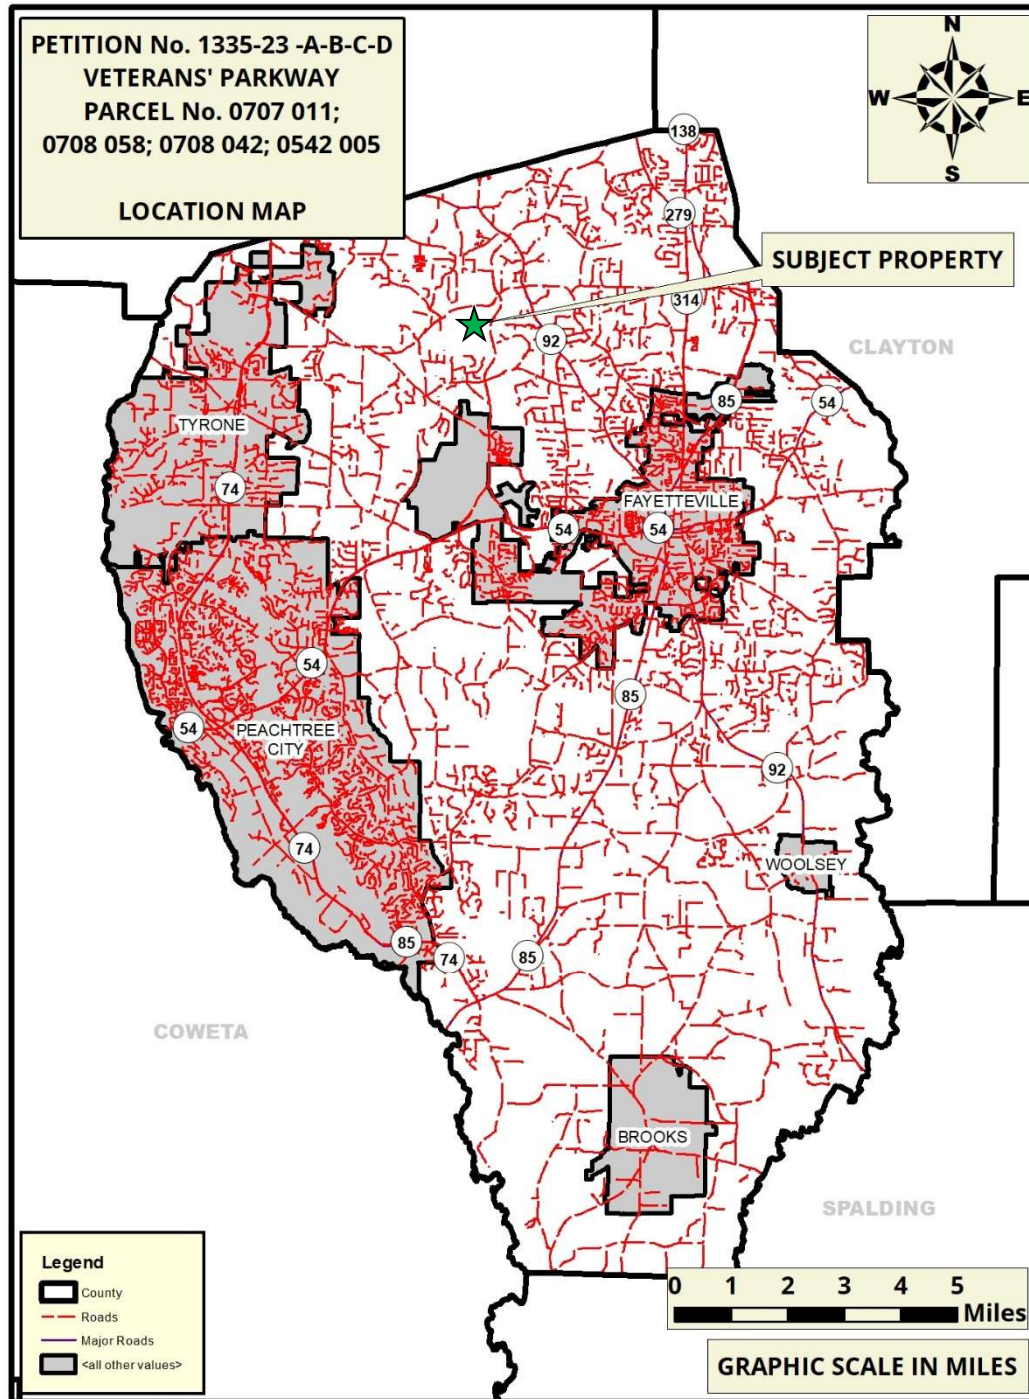 PETITION No. 1335-23 -A-B-C-D
VETERANS' PARKWAY
PARCEL No. 0707 011;
0708 058; 0708 042; 0542 005
LOCATION MAP
N
W
E
S
138
279
SUBJECT PROPERTY
314
92
CLAYTON
85
54
TYRONE
74
FAYETTEVILLE
54
54
54
85
54
PEACHTREE
CITY
92
74
WOOLSEY
85
74
85
COWETA
BROOKS
SPALDING
Legend
County
Roads
Major Roads
<all other values>
0 1 2 3 4 5
Miles
GRAPHIC SCALE IN MILES